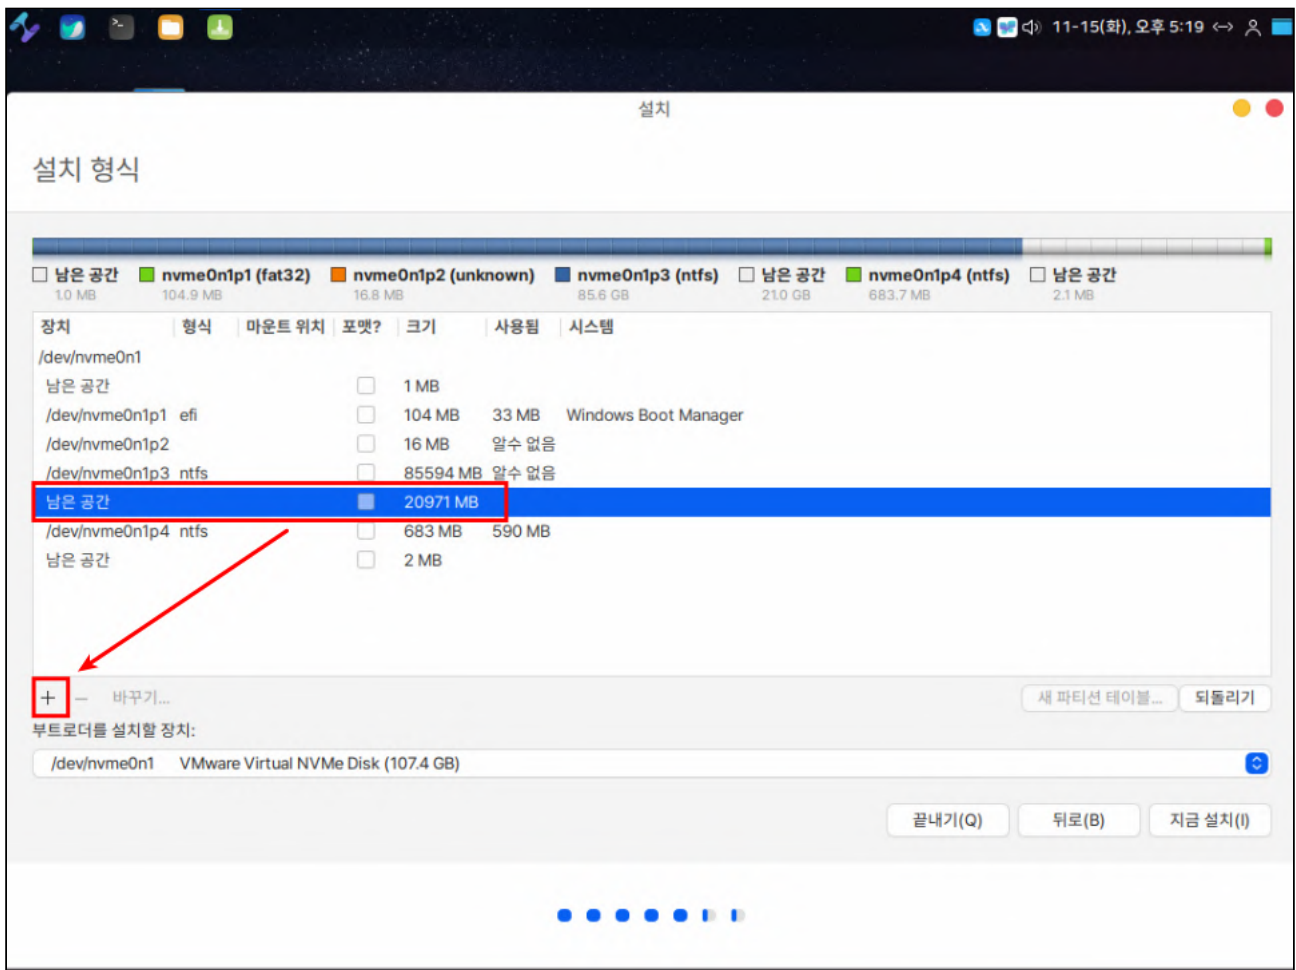 11-15(화), 오후 5:19
설치
설치 형식
남은 공간 nvme0n1p1 (fat32) nvme0n1p2 (unknown) nvme0n1p3 (ntfs) 남은 공간 nvme0n1p4 (ntfs) 남은 공간
1.0 MB 104.9 MB 16.8 MB 85.6 GB 21.0 GB 683.7 MB 2.1 MB
장치 형식 마운트 위치 포맷? 크기 사용됨 시스템
/dev/nvme0n1
남은 공간 1 MB
/dev/nvme0n1p1 efi 104 MB 33 MB Windows Boot Manager
/dev/nvme0n1p2 16 MB 알수 없음
/dev/nvme0n1p3 ntfs 85594 MB 알수 없음
남은 공간 20971 MB
/dev/nvme0n1p4 ntfs 683 MB 590 MB
남은 공간 2 MB
+ − 바꾸기... 새 파티션 테이블... 되돌리기
부트로더를 설치할 장치:
/dev/nvme0n1 VMware Virtual NVMe Disk (107.4 GB)
끝내기(Q) 뒤로(B) 지금 설치(I)